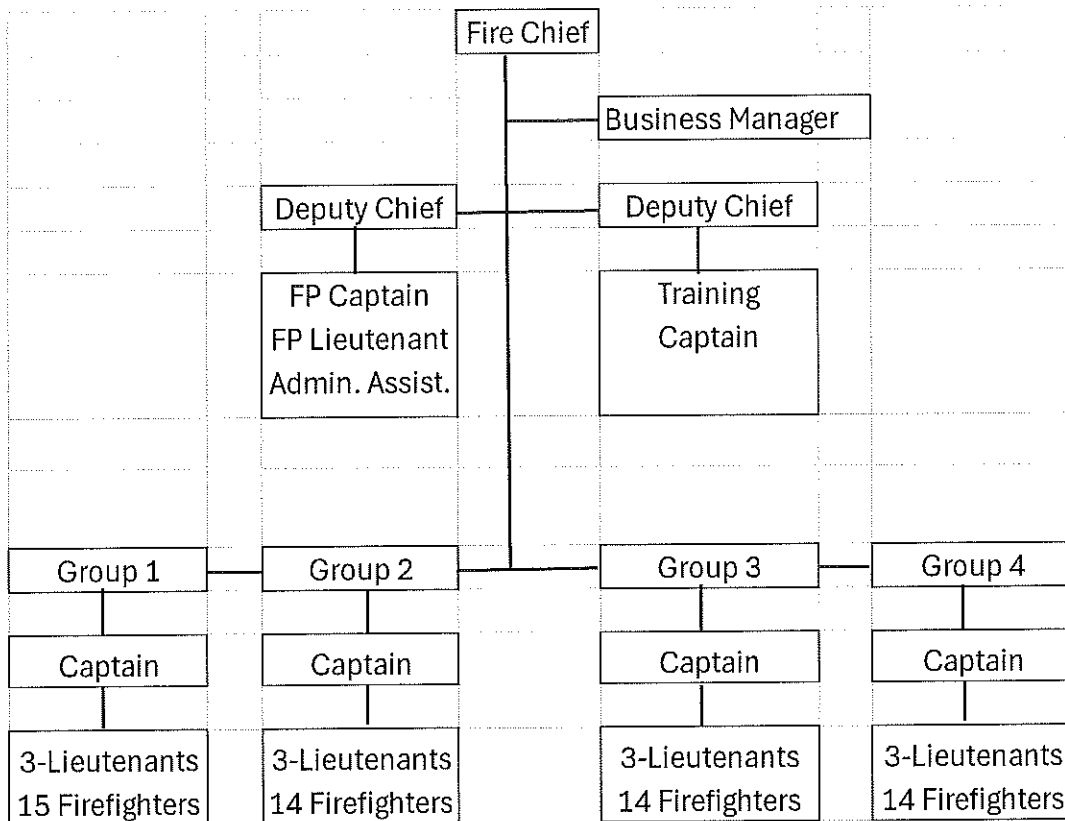 Fire Chief
Business Manager
Deputy Chief
Deputy Chief
FP Captain
FP Lieutenant
Admin. Assist.
Training
Captain
Group 1
Group 2
Group 3
Group 4
Captain
Captain
Captain
Captain
3-Lieutenants
15 Firefighters
3-Lieutenants
14 Firefighters
3-Lieutenants
14 Firefighters
3-Lieutenants
14 Firefighters